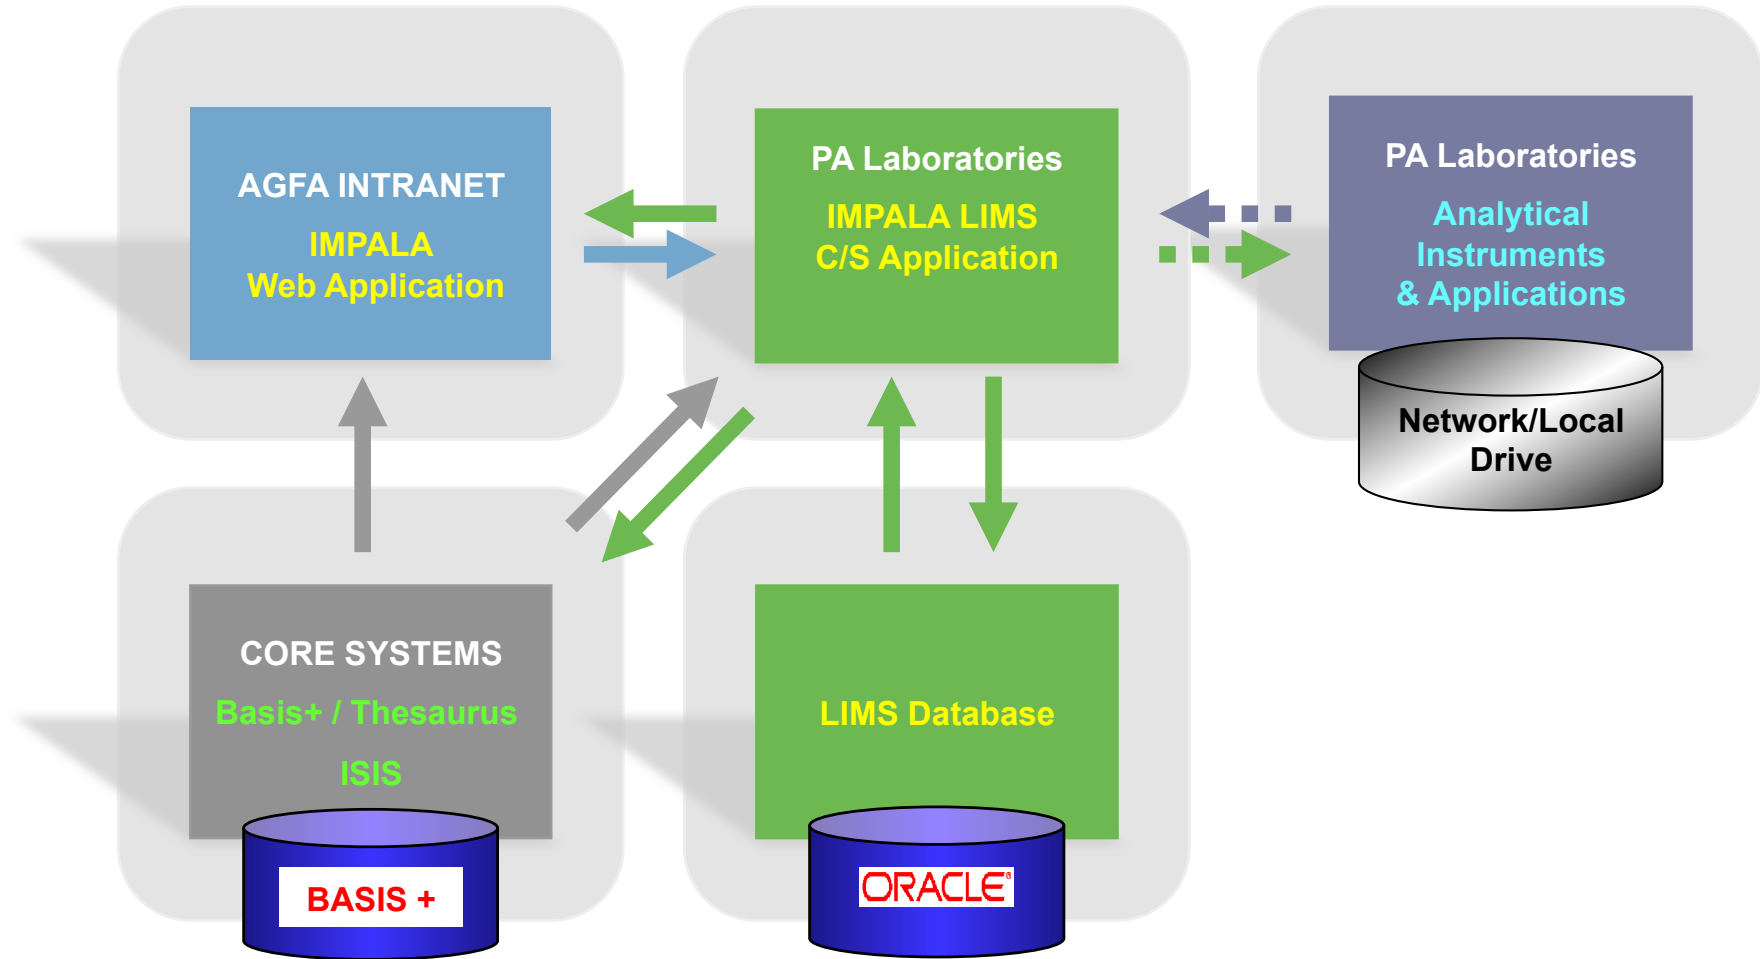 AGFA INTRANET
IMPALA
Web Application
PA Laboratories
IMPALA LIMS
C/S Application
PA Laboratories
Analytical
Instruments
& Applications
Network/Local
Drive
CORE SYSTEMS
Basis+ / Thesaurus
ISIS
BASIS +
LIMS Database
ORACLE®